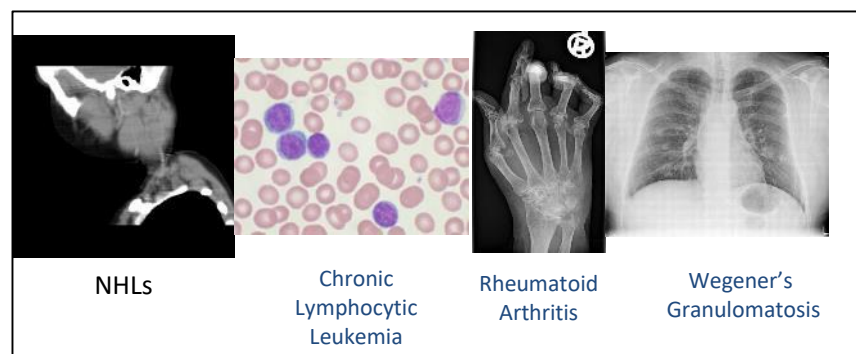 NHLs
Chronic
Lymphocytic
Leukemia
Rheumatoid
Arthritis
Wegener’s
Granulomatosis